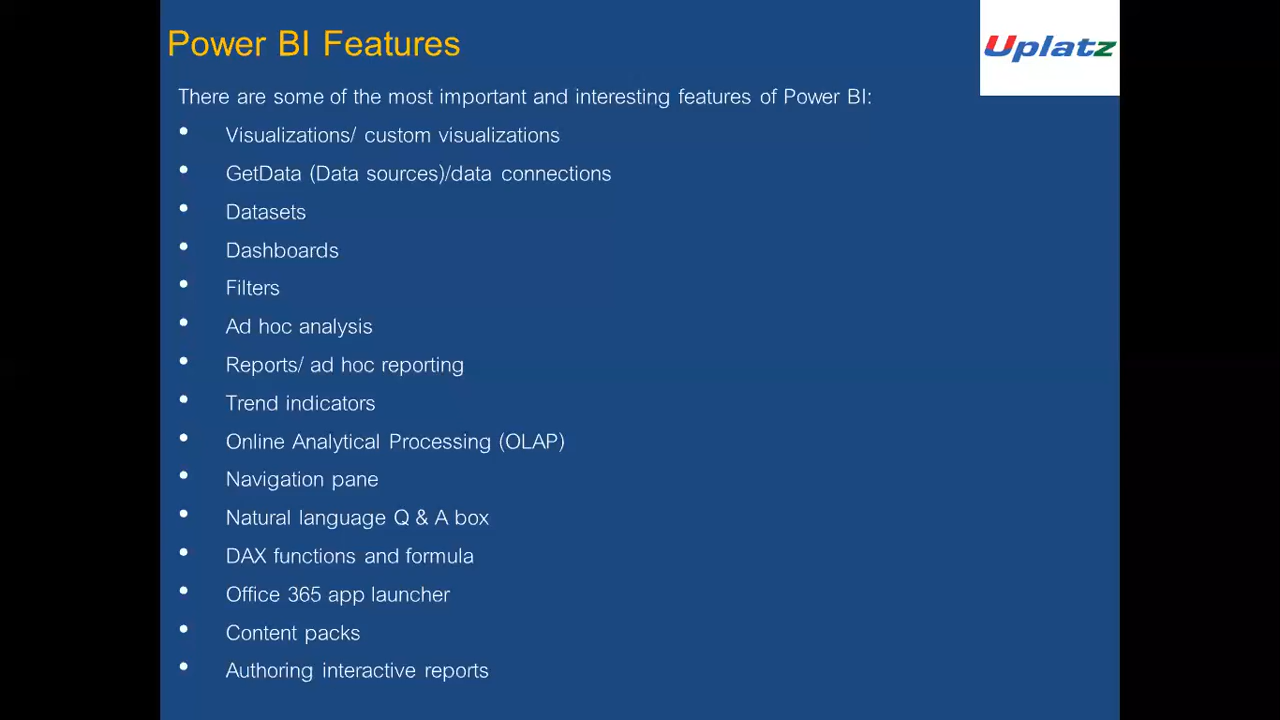 Power BI Features
Uplatz
There are some of the most important and interesting features of Power BI:
• Visualizations/ custom visualizations
• GetData (Data sources)/data connections
• Datasets
• Dashboards
• Filters
• Ad hoc analysis
• Reports/ ad hoc reporting
• Trend indicators
• Online Analytical Processing (OLAP)
• Navigation pane
• Natural language Q & A box
• DAX functions and formula
• Office 365 app launcher
• Content packs
• Authoring interactive reports